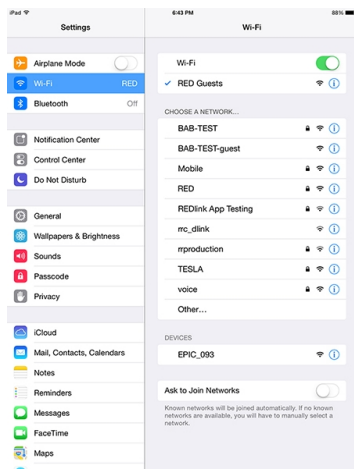 iPad
6:43 PM
88%
Settings
Wi-Fi
Airplane Mode
Wi-Fi RED
Bluetooth Off
Notification Center
Control Center
Do Not Disturb
General
Wallpapers & Brightness
Sounds
Passcode
Privacy
iCloud
Mail, Contacts, Calendars
Notes
Reminders
Messages
FaceTime
Maps
Wi-Fi
RED Guests
CHOOSE A NETWORK...
BAB-TEST
BAB-TEST-guest
Mobile
RED
REDlink App Testing
rrc_dlink
rrproduction
TESLA
voice
Other...
DEVICES
EPIC_093
Ask to Join Networks
Known networks will be joined automatically. If no known
networks are available, you will have to manually select a
network.